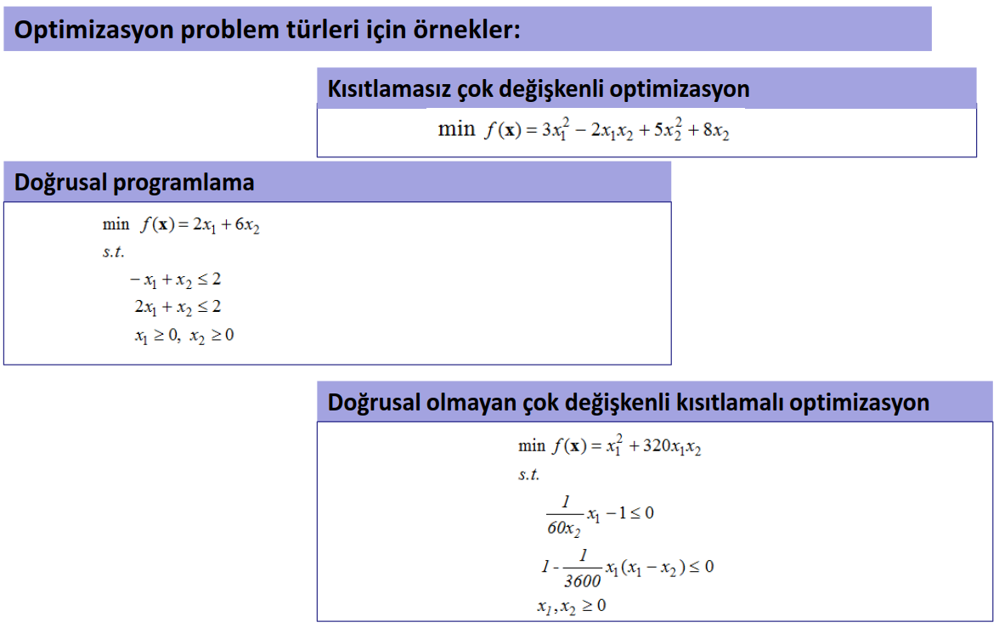 Optimizasyon problem türleri için örnekler:
Kısıtlamasız çok değişkenli optimizasyon
min f(x) = 3x₁² − 2x₁x₂ + 5x₂² + 8x₂
Doğrusal programlama
min f(x) = 2x₁ + 6x₂
s.t.
− x₁ + x₂ ≤ 2
2x₁ + x₂ ≤ 2
x₁ ≥ 0, x₂ ≥ 0
Doğrusal olmayan çok değişkenli kısıtlamalı optimizasyon
min f(x) = x₁² + 320x₁x₂
s.t.
1/60x₂ x₁ − 1 ≤ 0
1 - 1/3600 x₁(x₁ − x₂) ≤ 0
x₁, x₂ ≥ 0